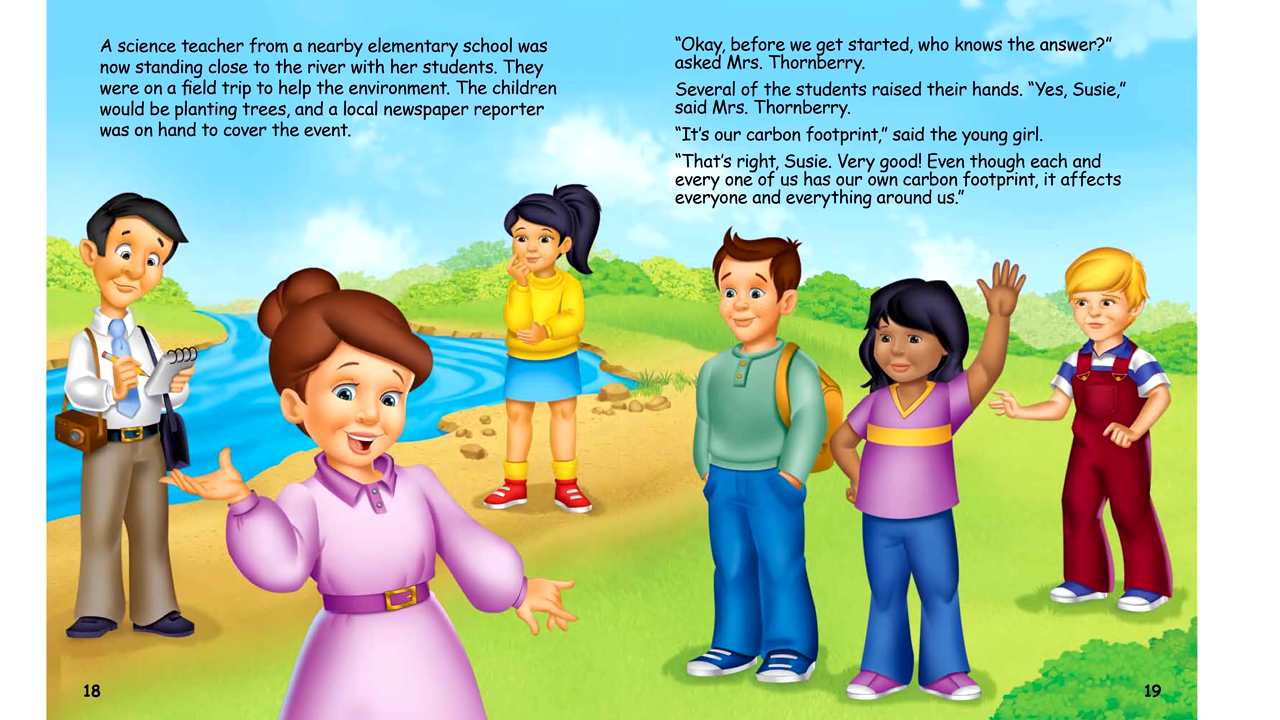 A science teacher from a nearby elementary school was
now standing close to the river with her students. They
were on a field trip to help the environment. The children
would be planting trees, and a local newspaper reporter
was on hand to cover the event.
18
“Okay, before we get started, who knows the answer?”
asked Mrs. Thornberry.
Several of the students raised their hands. “Yes, Susie,”
said Mrs. Thornberry.
“It’s our carbon footprint,” said the young girl.
“That’s right, Susie. Very good! Even though each and
every one of us has our own carbon footprint, it affects
everyone and everything around us.”
19